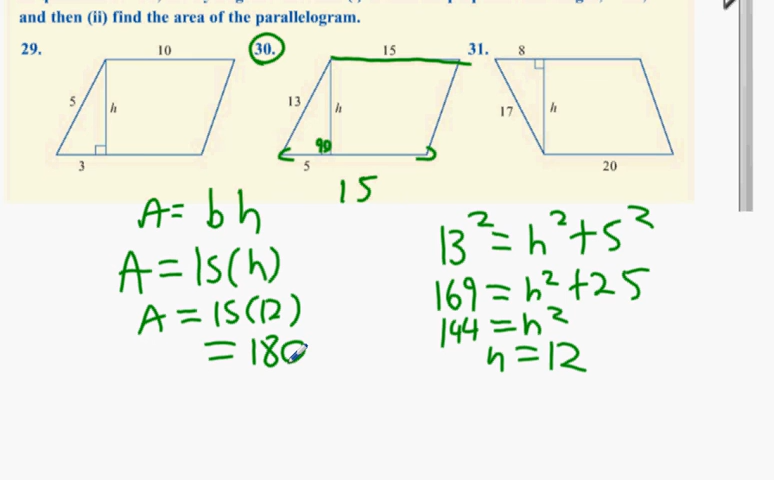 and then (ii) find the area of the parallelogram.
29. 10 30. 15 31. 8
5 h 13 h 17 h
90
3 5 20
15
A = bh
A = 15(h)
A = 15(12)
= 180
13² = h² + 5²
169 = h² + 25
144 = h²
h = 12